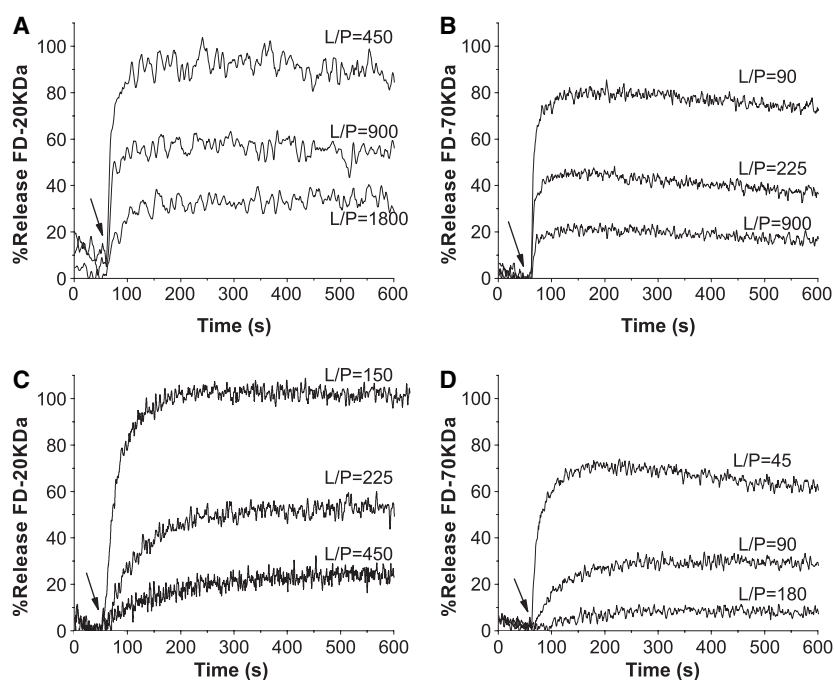 A
%Release FD-20KDa
100
80
60
40
20
0
L/P=450
L/P=900
L/P=1800
0 100 200 300 400 500 600
Time (s)
B
%Release FD-70KDa
100
80
60
40
20
0
L/P=90
L/P=225
L/P=900
0 100 200 300 400 500 600
Time (s)
C
%Release FD-20KDa
100
80
60
40
20
0
L/P=150
L/P=225
L/P=450
0 100 200 300 400 500 600
Time (s)
D
%Release FD-70KDa
100
80
60
40
20
0
L/P=45
L/P=90
L/P=180
0 100 200 300 400 500 600
Time (s)